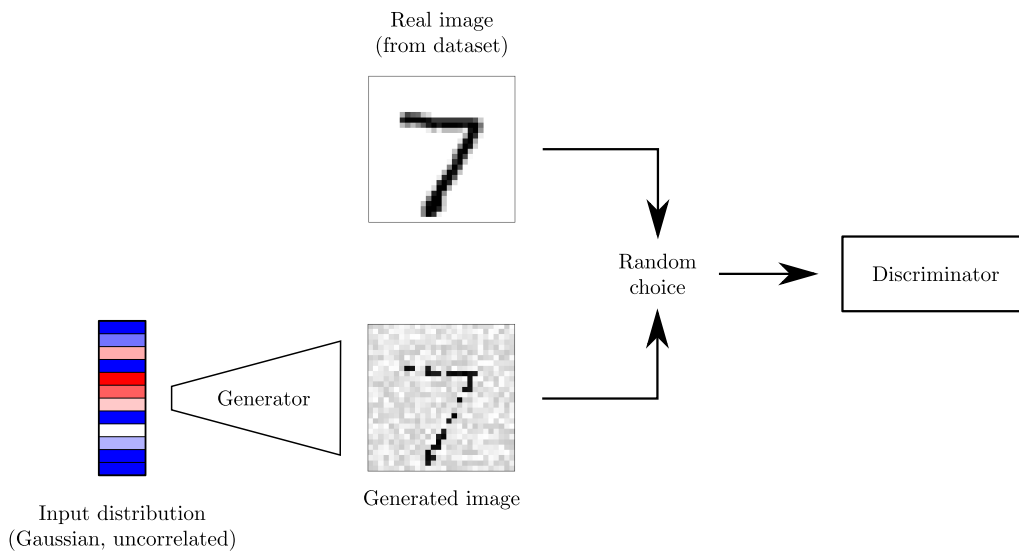 Real image
(from dataset)
Random
choice
Discriminator
Generator
Generated image
Input distribution
(Gaussian, uncorrelated)